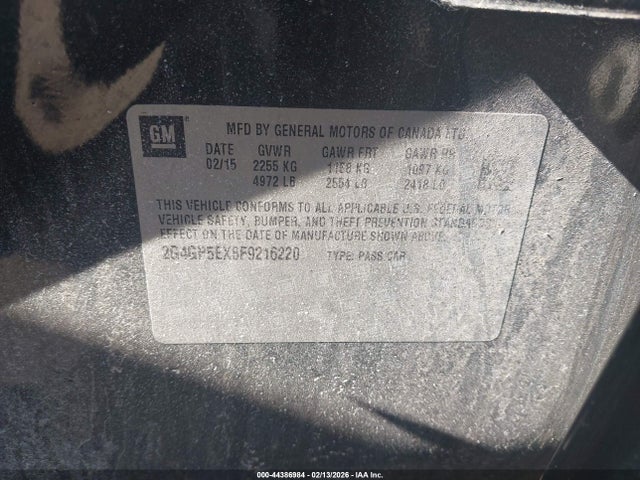 GM
MFD BY GENERAL MOTORS OF CANADA LTD
DATE GVWR GAWR FRT GAWR RR
02/15 2255 KG 1158 KG 1097 KG
4972 LB 2554 LB 2418 LB
THIS VEHICLE CONFORMS TO ALL APPLICABLE U.S. FEDERAL MOTOR
VEHICLE SAFETY, BUMPER, AND THEFT PREVENTION STANDARDS
EFFECT ON THE DATE OF MANUFACTURE SHOWN ABOVE.
2G4GP5EX8F9216220 TYPE: PASS CAR
© 2000-44386984 - 02/13/2026 - IAA Inc.